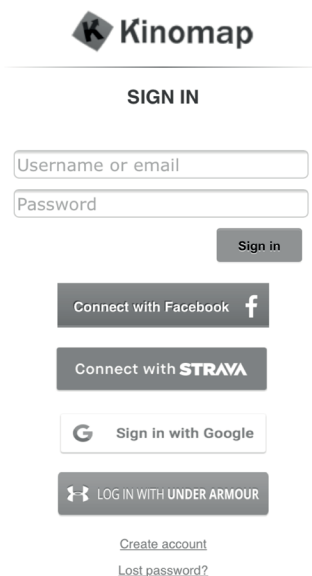 Kinomap
SIGN IN
Username or email
Password
Sign in
Connect with Facebook f
Connect with STRAVA
G Sign in with Google
LOG IN WITH UNDER ARMOUR
Create account
Lost password?